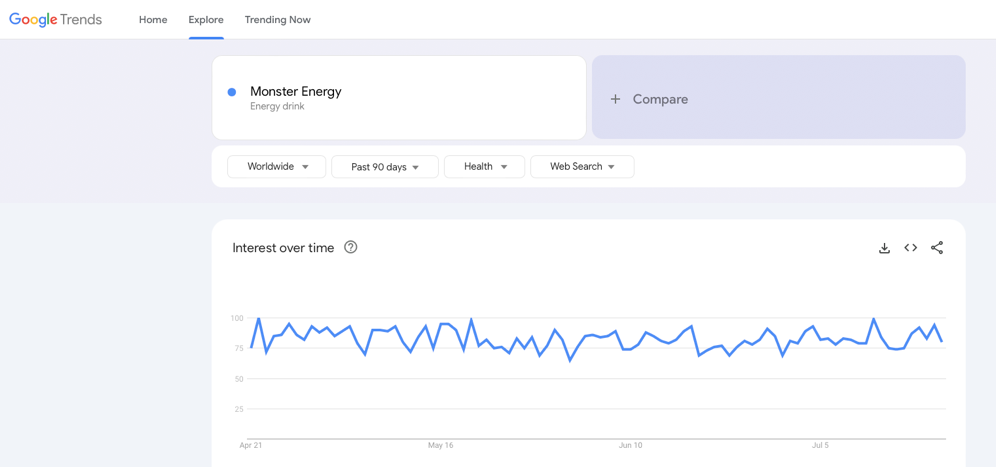 Google Trends
Home Explore Trending Now
Monster Energy
Energy drink
+ Compare
Worldwide Past 90 days Health Web Search
Interest over time
100
75
50
25
Apr 21 May 16 Jun 10 Jul 5